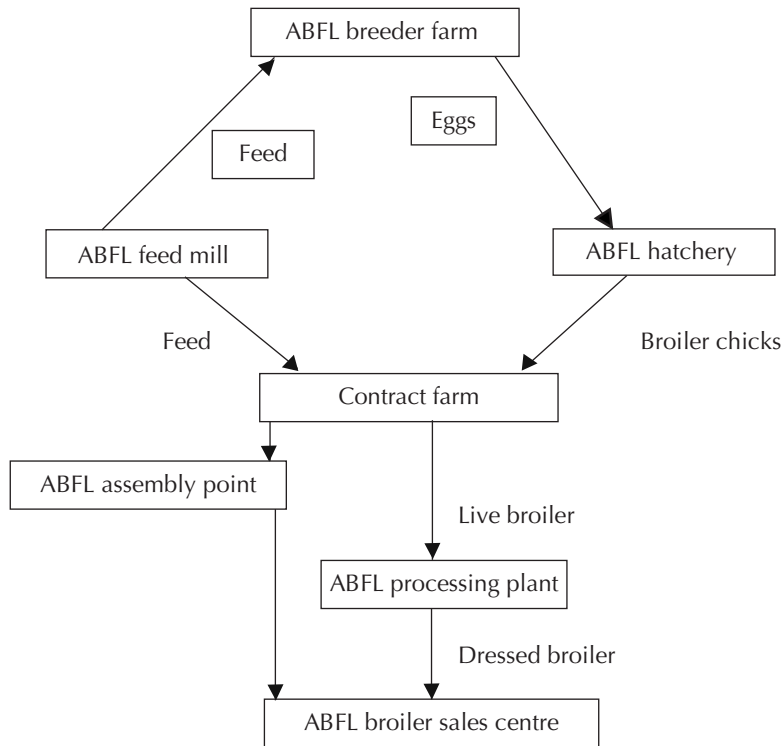 ABFL breeder farm
Eggs
Feed
ABFL feed mill
ABFL hatchery
Feed
Broiler chicks
Contract farm
ABFL assembly point
Live broiler
ABFL processing plant
Dressed broiler
ABFL broiler sales centre